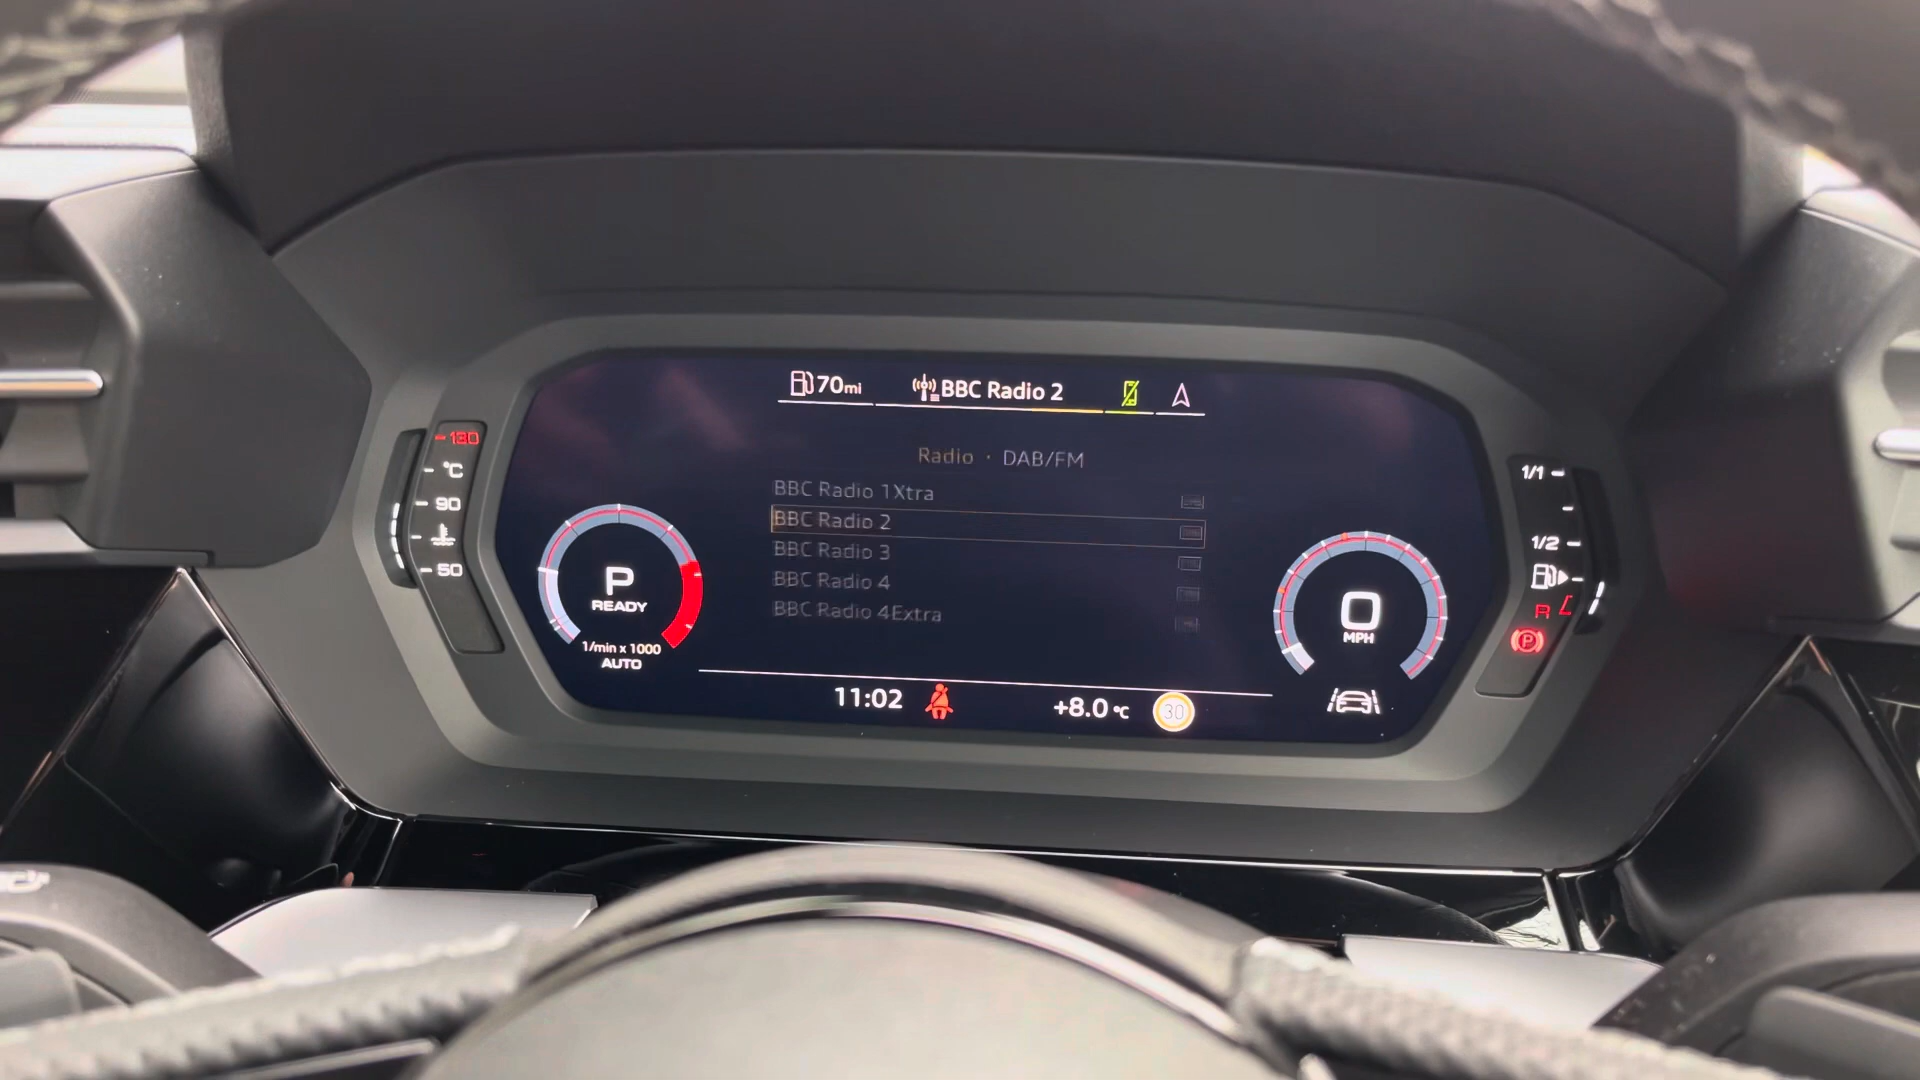 70mi
BBC Radio 2
Radio · DAB/FM
BBC Radio 1Xtra
BBC Radio 2
BBC Radio 3
BBC Radio 4
BBC Radio 4Extra
130
°C
90
50
P
READY
1/min x 1000
AUTO
0
MPH
1/1
1/2
R
P
11:02
+8.0 °C
30